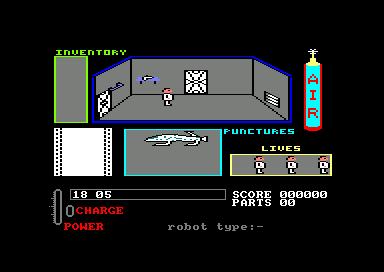 INVENTORY
AIR
PUNCTURES
LIVES
18 05
SCORE 000000
PARTS 00
CHARGE
POWER
robot type:-